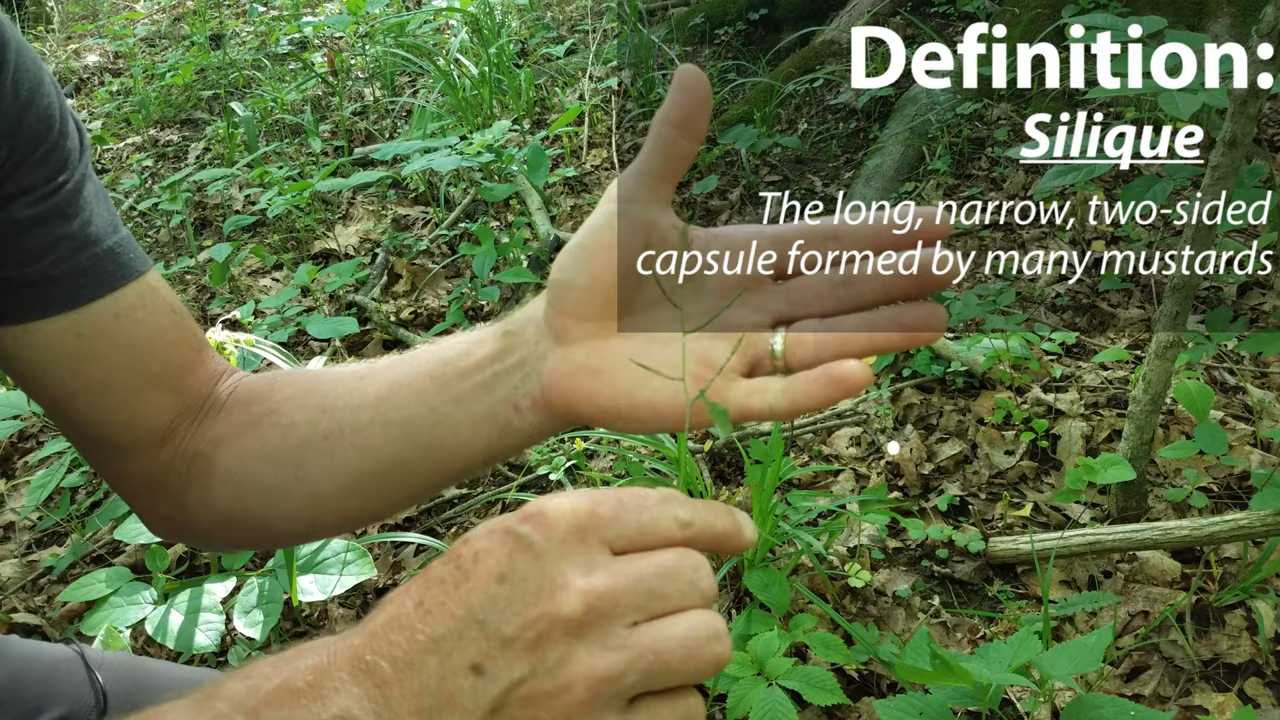 Definition:
Silique
The long, narrow, two-sided
capsule formed by many mustards